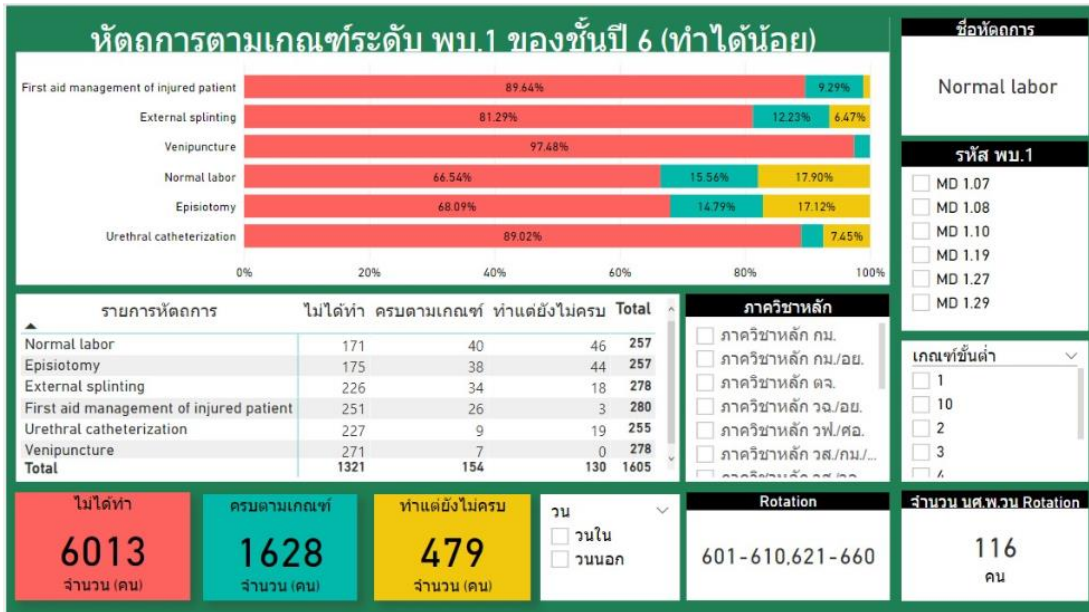 หัตถการตามเกณฑ์ระดับ พบ.1 ของชั้นปี 6 (ทำได้น้อย)
First aid management of injured patient 89.64% 9.29%
External splinting 81.29% 12.23% 6.47%
Venipuncture 97.48%
Normal labor 66.54% 15.56% 17.90%
Episiotomy 68.09% 14.79% 17.12%
Urethral catheterization 89.02% 7.45%
0% 20% 40% 60% 80% 100%
ชื่อหัตถการ
Normal labor
รหัส พบ.1
MD 1.07
MD 1.08
MD 1.10
MD 1.19
MD 1.27
MD 1.29
รายการหัตถการ ไม่ได้ทำ ครบตามเกณฑ์ ทำแต่ยังไม่ครบ Total
Normal labor 171 40 46 257
Episiotomy 175 38 44 257
External splinting 226 34 18 278
First aid management of injured patient 251 26 3 280
Urethral catheterization 227 9 19 255
Venipuncture 271 7 0 278
Total 1321 154 130 1605
ภาควิชาหลัก
ภาควิชาหลัก กม.
ภาควิชาหลัก กม./อย.
ภาควิชาหลัก ตจ.
ภาควิชาหลัก วฉ./อย.
ภาควิชาหลัก วฟ./ศอ.
ภาควิชาหลัก วส./กม./...
เกณฑ์ขั้นต่ำ
1
10
2
3
4
ไม่ได้ทำ
6013
จำนวน (คน)
ครบตามเกณฑ์
1628
จำนวน (คน)
ทำแต่ยังไม่ครบ
479
จำนวน (คน)
วน
วนใน
วนนอก
Rotation
601-610,621-660
จำนวน นศ.พ.วน Rotation
116
คน